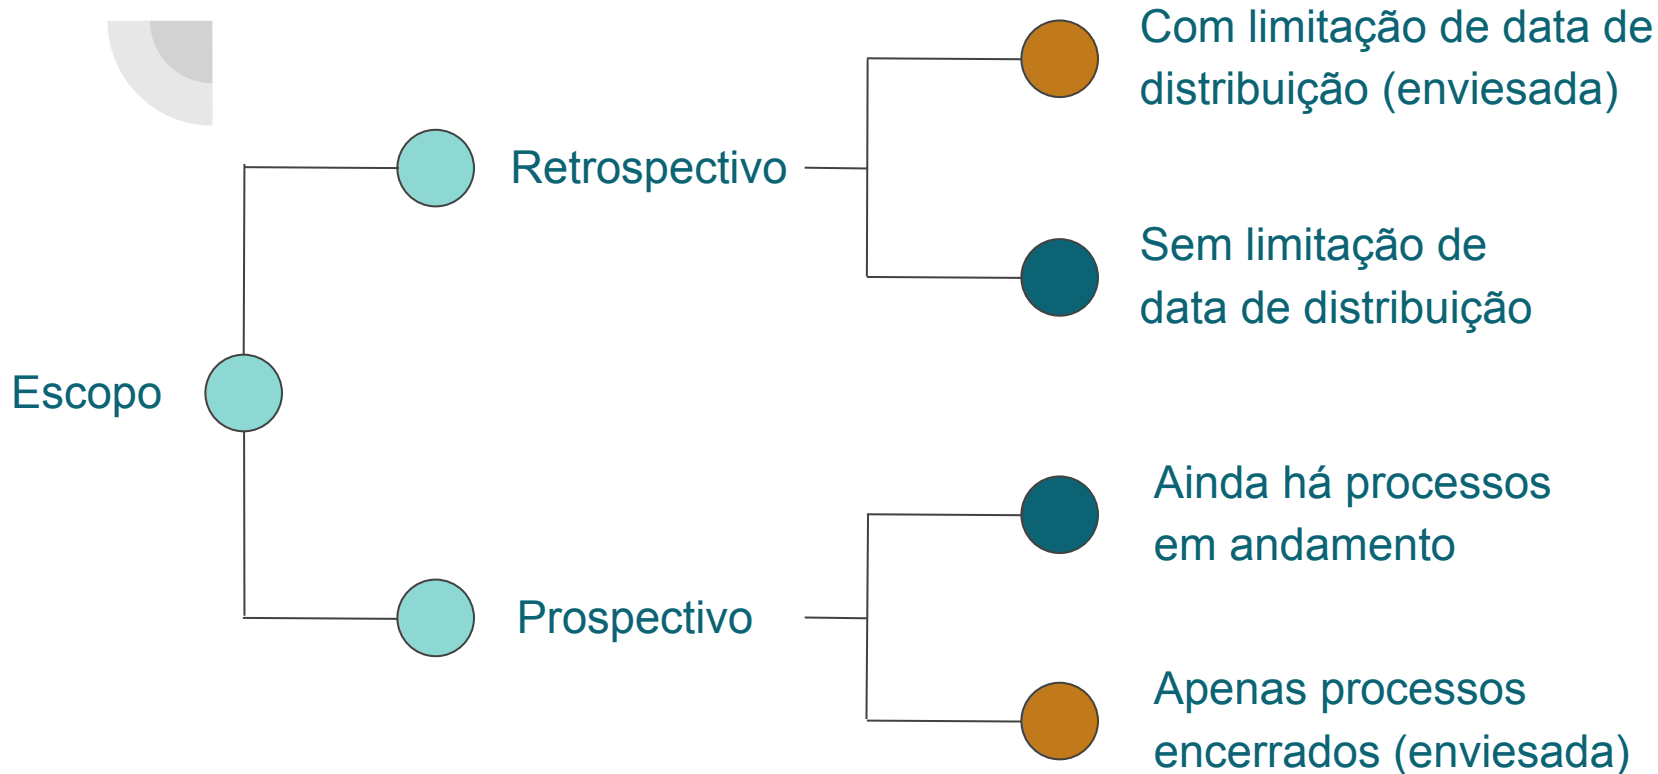 Com limitação de data de
distribuição (enviesada)
Retrospectivo
Sem limitação de
data de distribuição
Escopo
Ainda há processos
em andamento
Prospectivo
Apenas processos
encerrados (enviesada)